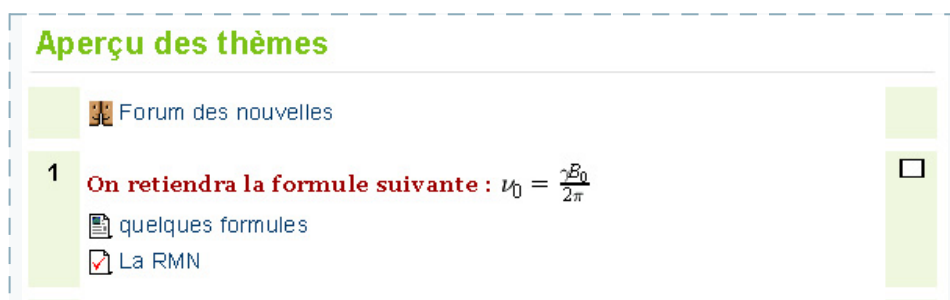 Aperçu des thèmes
Forum des nouvelles
1
On retiendra la formule suivante : ν₀ = γB₀/2π
quelques formules
La RMN